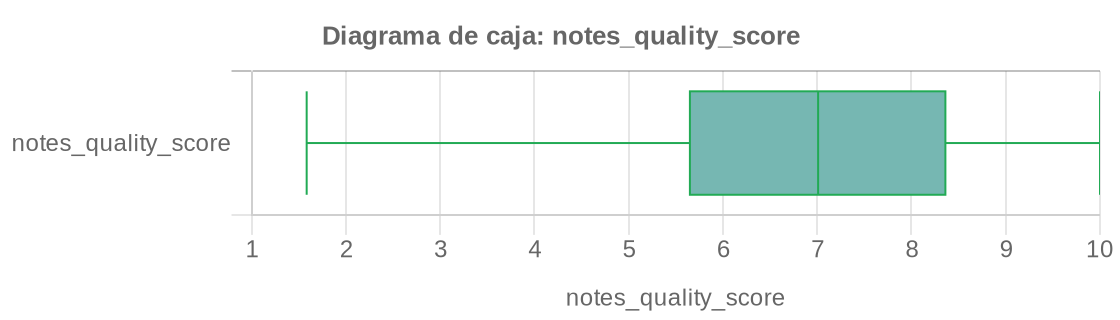 Diagrama de caja: notes_quality_score
notes_quality_score
1 2 3 4 5 6 7 8 9 10
notes_quality_score